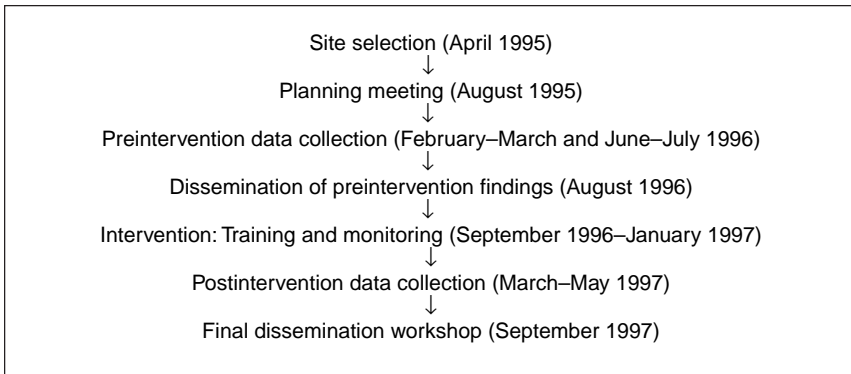 Site selection (April 1995)
↓
Planning meeting (August 1995)
↓
Preintervention data collection (February–March and June–July 1996)
↓
Dissemination of preintervention findings (August 1996)
↓
Intervention: Training and monitoring (September 1996–January 1997)
↓
Postintervention data collection (March–May 1997)
↓
Final dissemination workshop (September 1997)